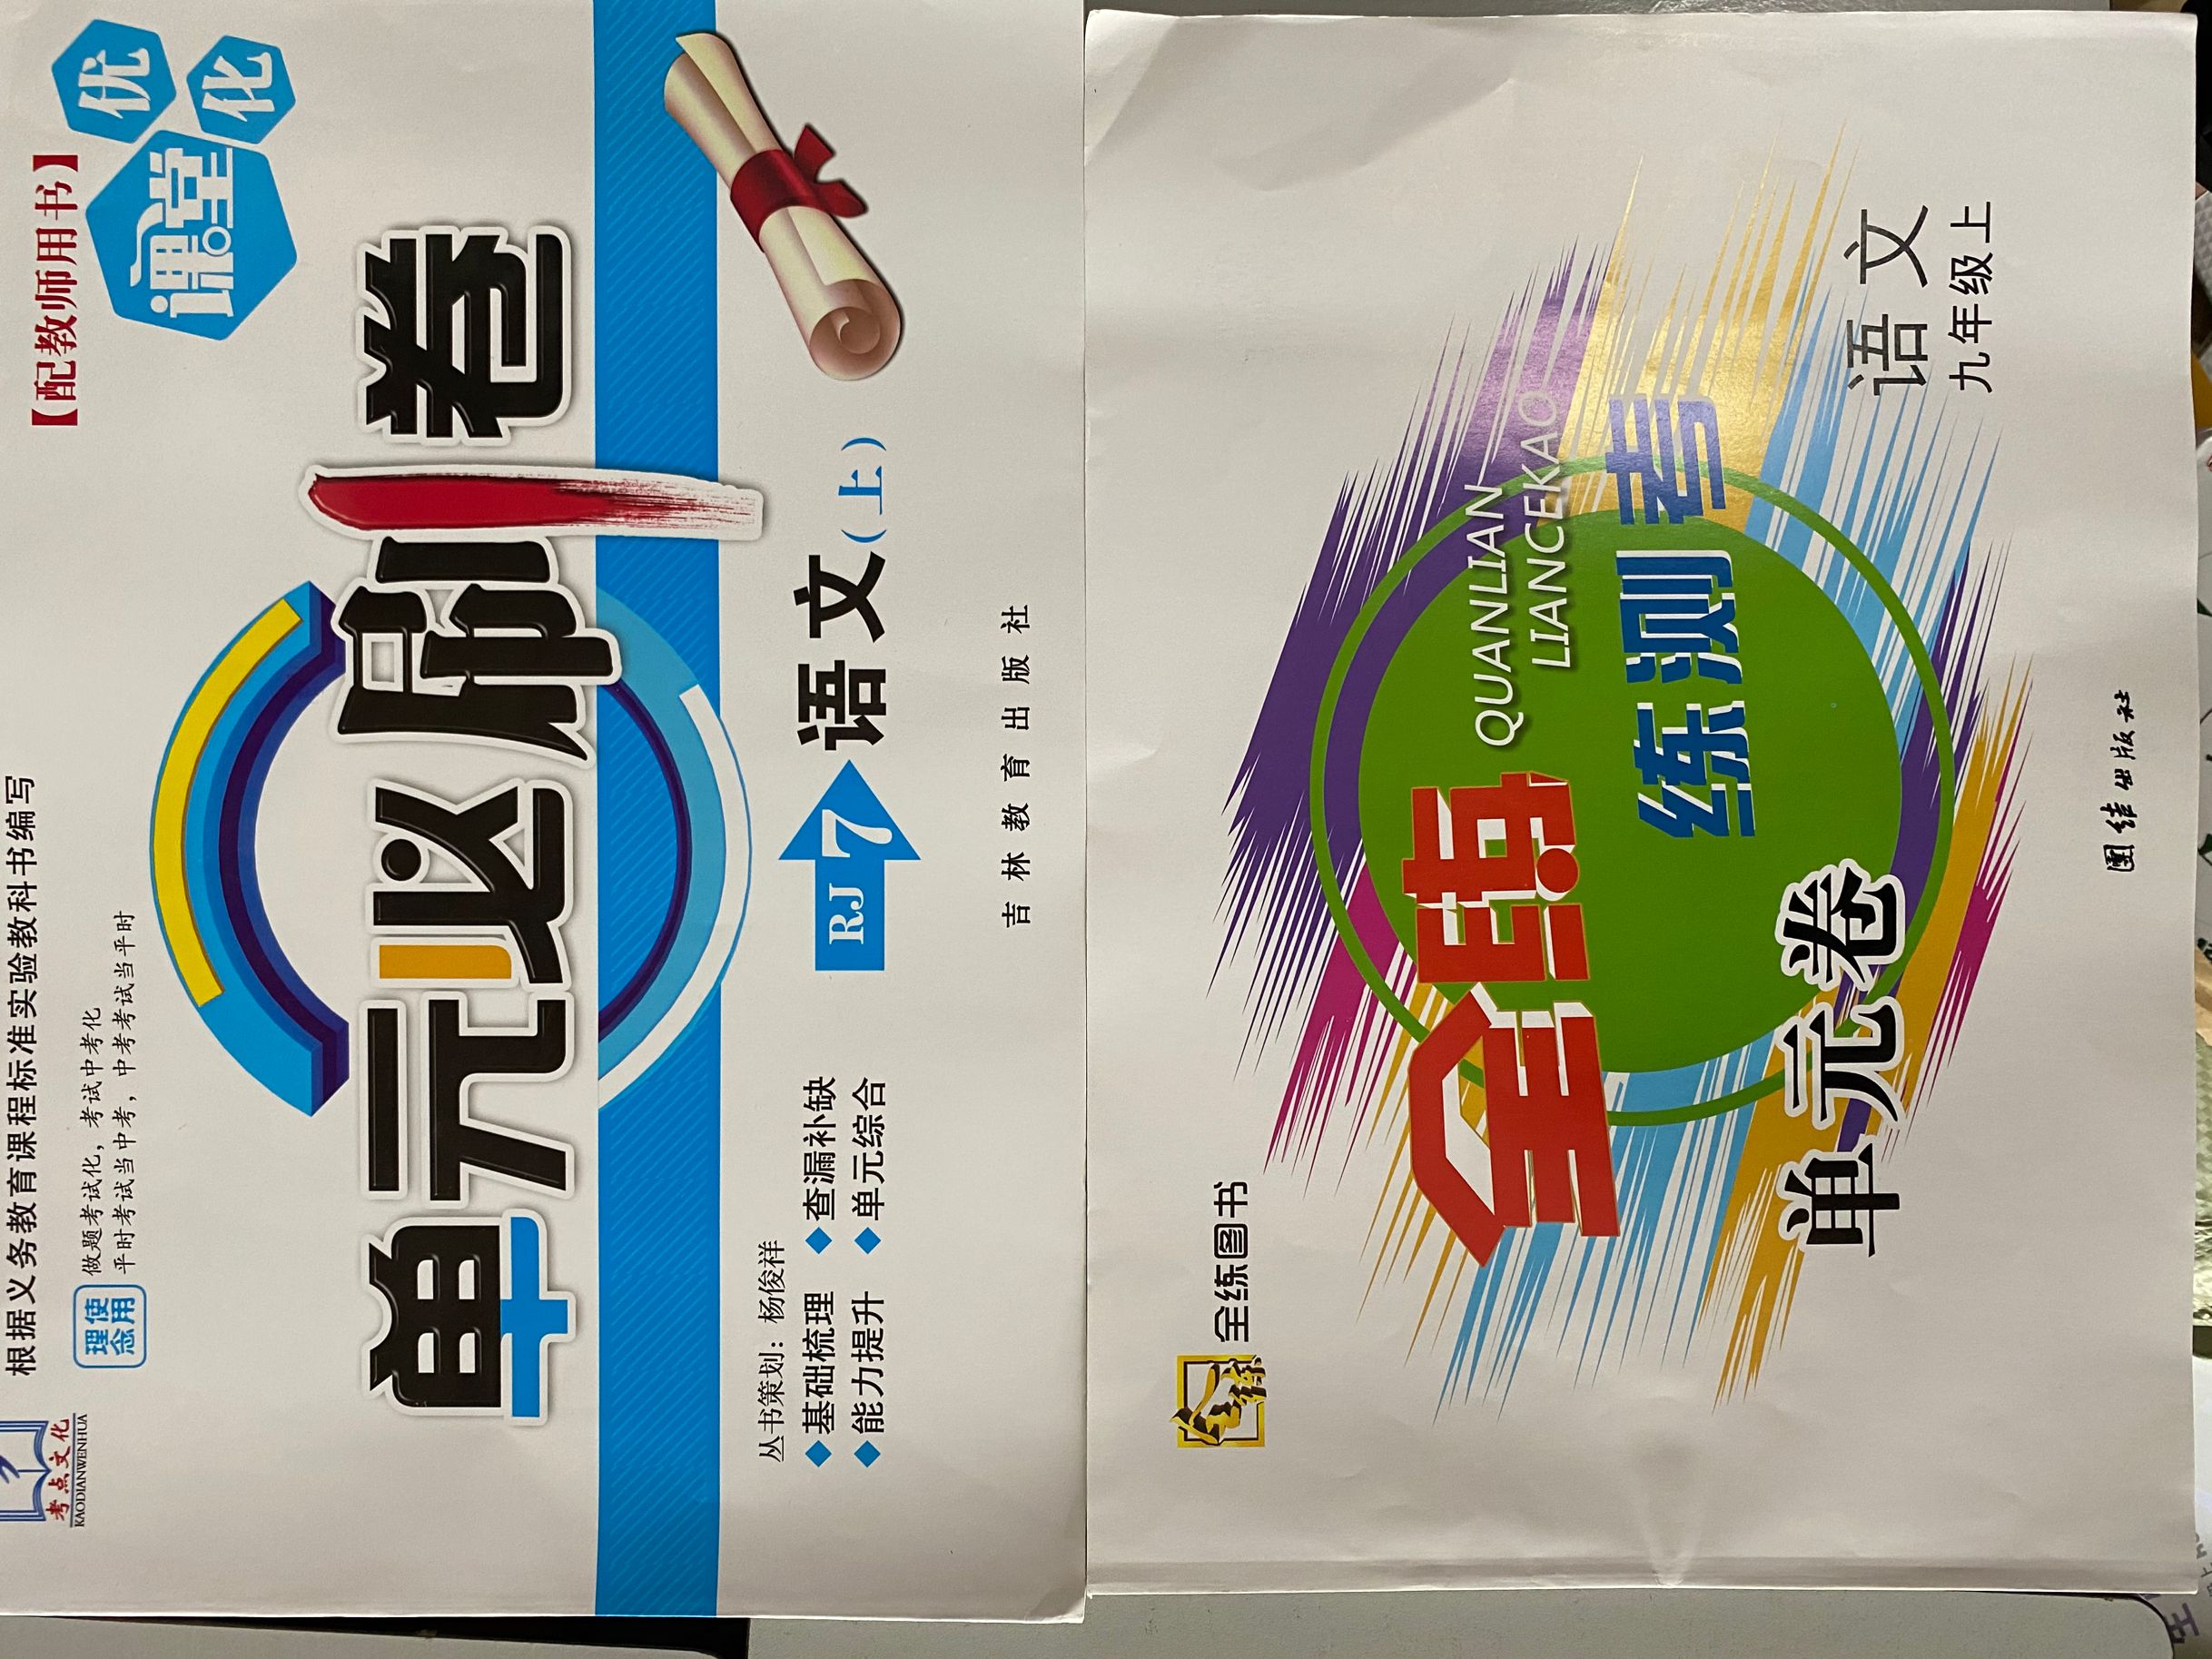 考点文化
KAODIANWENHUA
根据义务教育课程标准实验教科书编写
【配教师用书】
使用理念
做题考试化，考试中考化
平时考试当中考，中考考试当平时
课堂
优化
单元必刷卷
丛书策划：杨俊祥
◆基础梳理 ◆查漏补缺
◆能力提升 ◆单元综合
RJ 7 语文（上）
吉林教育出版社
全练图书
全练
QUANLIAN
LIANCEKAO
练测考
单元卷
语文
九年级上
團结出版社